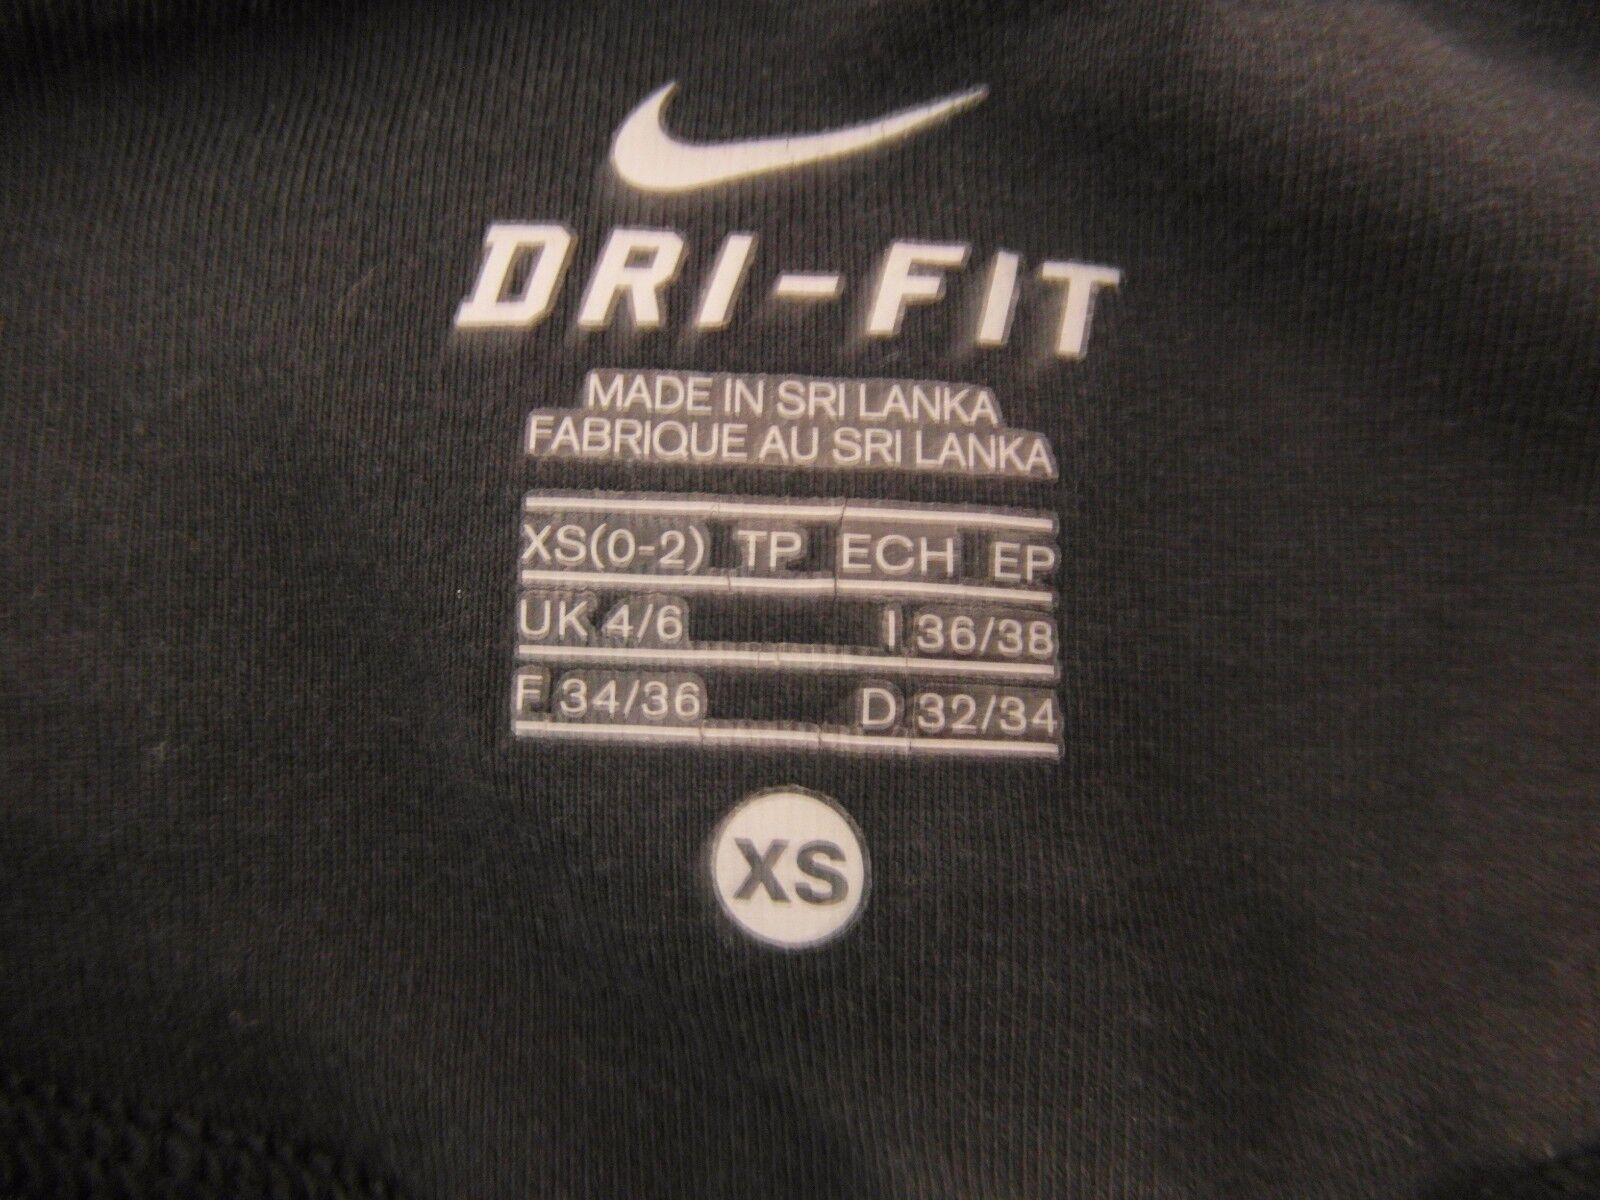 DRI-FIT
MADE IN SRI LANKA
FABRIQUE AU SRI LANKA
XS(0-2) TP ECH EP
UK 4/6 I 36/38
F 34/36 D 32/34
XS